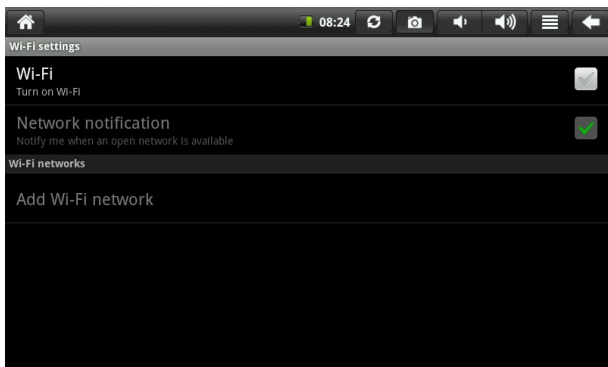 08:24
Wi-Fi settings
Wi-Fi
Turn on Wi-Fi
Network notification
Notify me when an open network is available
Wi-Fi networks
Add Wi-Fi network